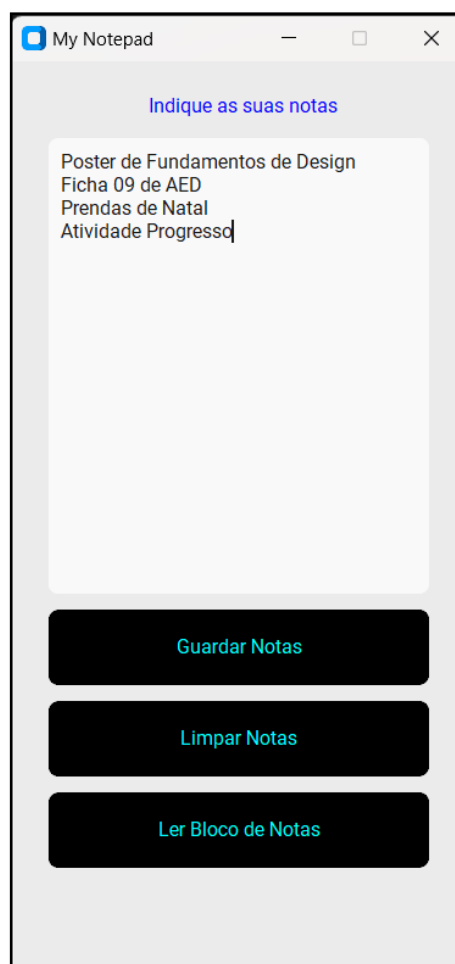 My Notepad
Indique as suas notas
Poster de Fundamentos de Design
Ficha 09 de AED
Prendas de Natal
Atividade Progresso
Guardar Notas
Limpar Notas
Ler Bloco de Notas